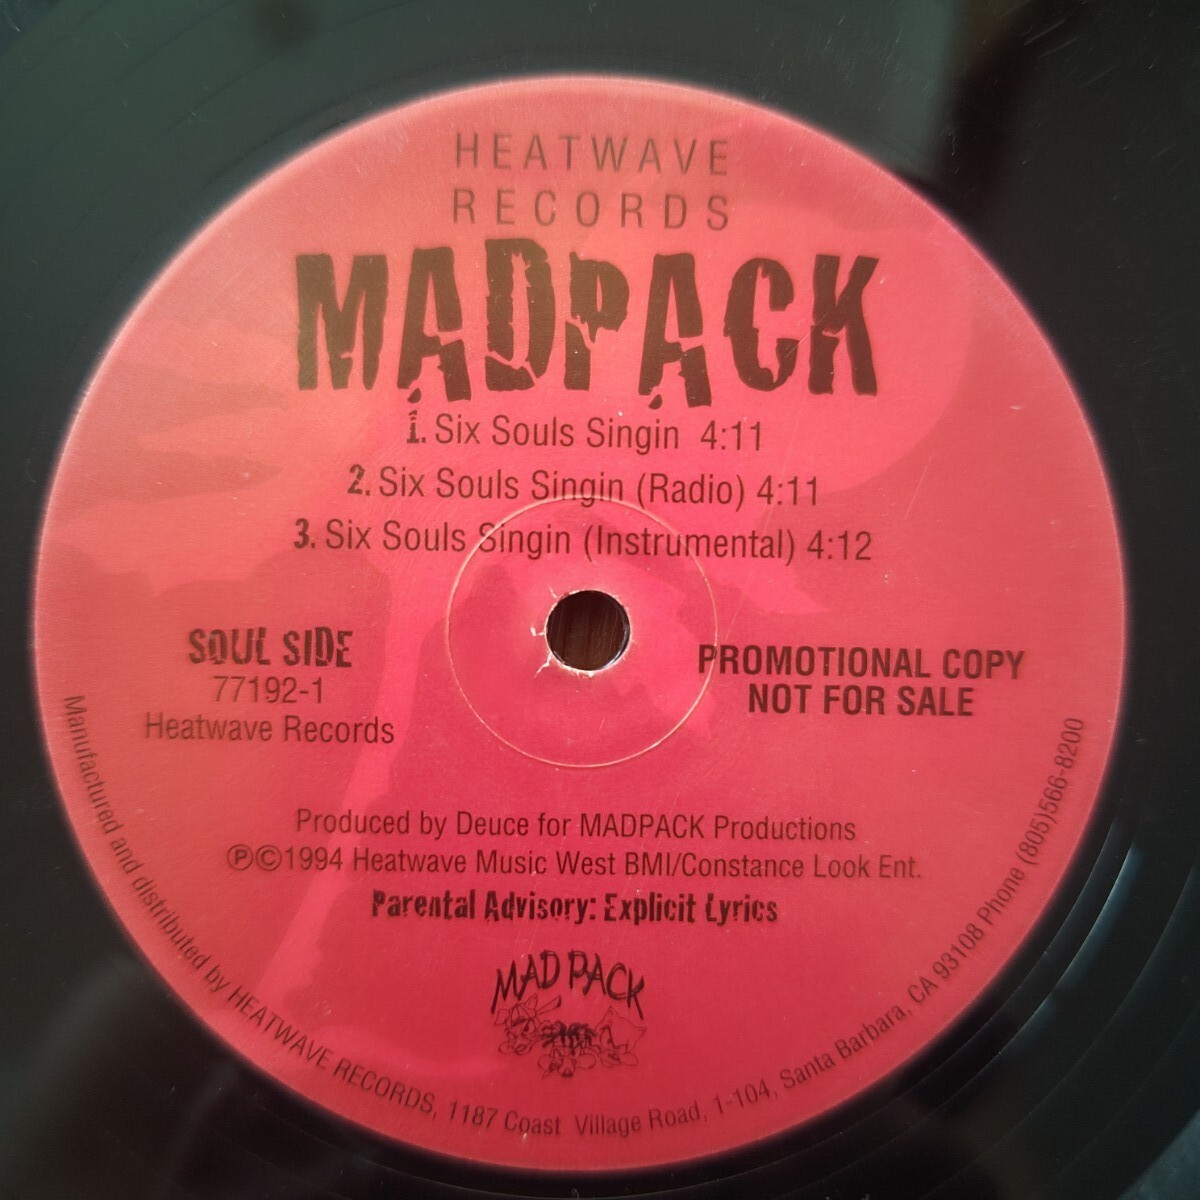 HEATWAVE
RECORDS
MADPACK
1. Six Souls Singin 4:11
2. Six Souls Singin (Radio) 4:11
3. Six Souls Singin (Instrumental) 4:12
SOUL SIDE
77192-1
Heatwave Records
PROMOTIONAL COPY
NOT FOR SALE
Produced by Deuce for MADPACK Productions
ⓅⒸ1994 Heatwave Music West BMI/Constance Look Ent.
Parental Advisory: Explicit Lyrics
MAD PACK
Manufactured and distributed by HEATWAVE RECORDS, 1187 Coast Village Road, 1-104, Santa Barbara, CA 93108 Phone (805)566-8200